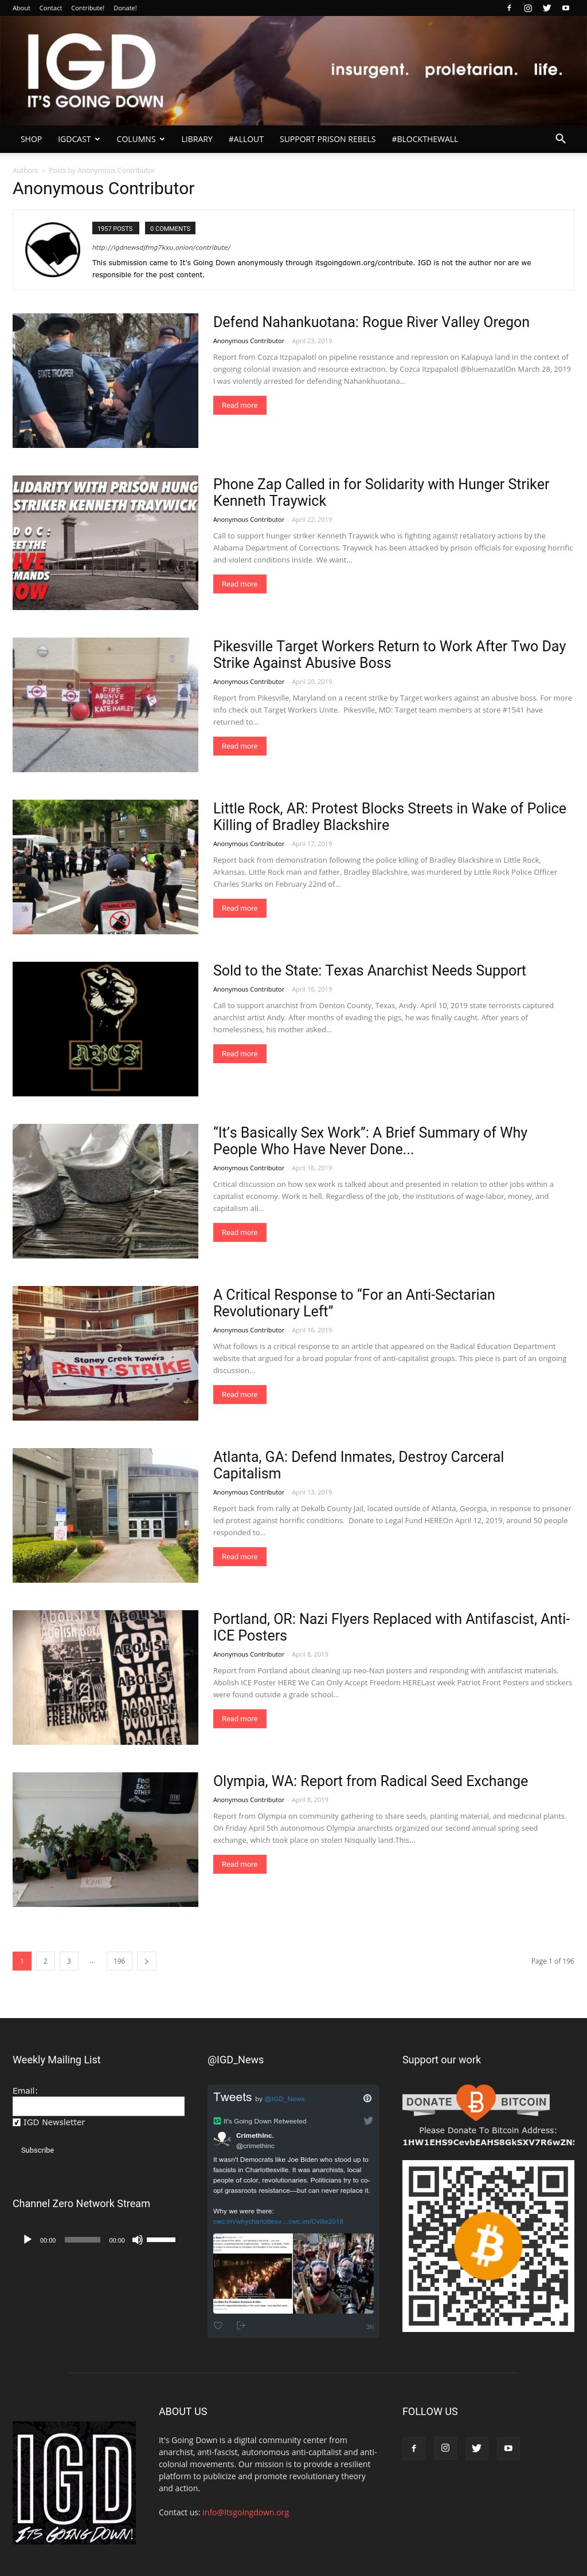 About Contact Contribute! Donate!
IGD
IT'S GOING DOWN
insurgent. proletarian. life.
SHOP IGDCAST COLUMNS LIBRARY #ALLOUT SUPPORT PRISON REBELS #BLOCKTHEWALL
Authors › Posts by Anonymous Contributor
Anonymous Contributor
1957 POSTS 0 COMMENTS
http://igdnewsdjfmg7kxu.onion/contribute/
This submission came to It's Going Down anonymously through itsgoingdown.org/contribute. IGD is not the author nor are we
responsible for the post content.
STATE TROOPER
Defend Nahankuotana: Rogue River Valley Oregon
Anonymous Contributor - April 23, 2019
Report from Cozca Itzpapalotl on pipeline resistance and repression on Kalapuya land in the context of
ongoing colonial invasion and resource extraction. by Cozca Itzpapalotl @bluemazatlOn March 28, 2019
I was violently arrested for defending Nahankhuotana...
Read more
LIDARITY WITH PRISON HUNG
STRIKER KENNETH TRAYWICK
DOC:
EET THE
IVE
EMANDS
NOW
Phone Zap Called in for Solidarity with Hunger Striker
Kenneth Traywick
Anonymous Contributor - April 22, 2019
Call to support hunger striker Kenneth Traywick who is fighting against retaliatory actions by the
Alabama Department of Corrections. Traywick has been attacked by prison officials for exposing horrific
and violent conditions inside. We want...
Read more
FIRE
ABUSIVE
BOSS
KATE HARLEY
Pikesville Target Workers Return to Work After Two Day
Strike Against Abusive Boss
Anonymous Contributor - April 20, 2019
Report from Pikesville, Maryland on a recent strike by Target workers against an abusive boss. For more
info check out Target Workers Unite.  Pikesville, MD: Target team members at store #1541 have
returned to...
Read more
Little Rock, AR: Protest Blocks Streets in Wake of Police
Killing of Bradley Blackshire
Anonymous Contributor - April 17, 2019
Report back from demonstration following the police killing of Bradley Blackshire in Little Rock,
Arkansas. Little Rock man and father, Bradley Blackshire, was murdered by Little Rock Police Officer
Charles Starks on February 22nd of...
Read more
ABCF
Sold to the State: Texas Anarchist Needs Support
Anonymous Contributor - April 16, 2019
Call to support anarchist from Denton County, Texas, Andy. April 10, 2019 state terrorists captured
anarchist artist Andy. After months of evading the pigs, he was finally caught. After years of
homelessness, his mother asked...
Read more
“It’s Basically Sex Work”: A Brief Summary of Why
People Who Have Never Done...
Anonymous Contributor - April 16, 2019
Critical discussion on how sex work is talked about and presented in relation to other jobs within a
capitalist economy. Work is hell. Regardless of the job, the institutions of wage-labor, money, and
capitalism all...
Read more
Stoney Creek Towers
RENT STRIKE
A Critical Response to “For an Anti-Sectarian
Revolutionary Left”
Anonymous Contributor - April 16, 2019
What follows is a critical response to an article that appeared on the Radical Education Department
website that argued for a broad popular front of anti-capitalist groups. This piece is part of an ongoing
discussion...
Read more
Atlanta, GA: Defend Inmates, Destroy Carceral
Capitalism
Anonymous Contributor - April 13, 2019
Report back from rally at Dekalb County Jail, located outside of Atlanta, Georgia, in response to prisoner
led protest against horrific conditions.  Donate to Legal Fund HEREOn April 12, 2019, around 50 people
responded to...
Read more
ABOLISH
Portland, OR: Nazi Flyers Replaced with Antifascist, Anti-
ICE Posters
Anonymous Contributor - April 8, 2019
Report from Portland about cleaning up neo-Nazi posters and responding with antifascist materials.
Abolish ICE Poster HERE We Can Only Accept Freedom HERELast week Patriot Front Posters and stickers
were found outside a grade school...
Read more
FIND
EACH
OTHER
Olympia, WA: Report from Radical Seed Exchange
Anonymous Contributor - April 8, 2019
Report from Olympia on community gathering to share seeds, planting material, and medicinal plants.
On Friday April 5th autonomous Olympia anarchists organized our second annual spring seed
exchange, which took place on stolen Nisqually land.This...
Read more
1 2 3 ... 196
Page 1 of 196
Weekly Mailing List
Email:
IGD Newsletter
Subscribe
Channel Zero Network Stream
00:00 00:00
@IGD_News
Tweets by @IGD_News
It's Going Down Retweeted
CrimethInc.
@crimethinc
It wasn't Democrats like Joe Biden who stood up to
fascists in Charlottesville. It was anarchists, local
people of color, revolutionaries. Politicians try to co-
opt grassroots resistance—but can never replace it.
Why we were there:
cwc.im/whycharlottesv…cwc.im/Cville2018
3h
Support our work
DONATE BITCOIN
Please Donate To Bitcoin Address:
ABOUT US
It's Going Down is a digital community center from
anarchist, anti-fascist, autonomous anti-capitalist and anti-
colonial movements. Our mission is to provide a resilient
platform to publicize and promote revolutionary theory
and action.
Contact us: info@itsgoingdown.org
FOLLOW US
IGD
ITS GOING DOWN!